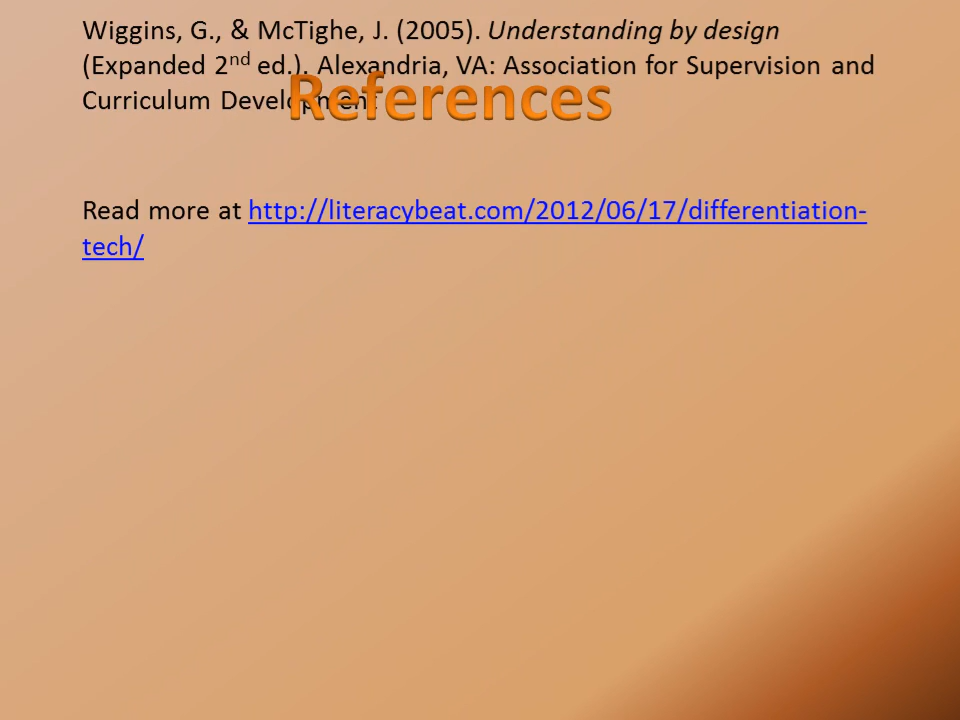 Wiggins, G., & McTighe, J. (2005). Understanding by design
(Expanded 2nd ed.). Alexandria, VA: Association for Supervision and
Curriculum Development
References
Read more at http://literacybeat.com/2012/06/17/differentiation-
tech/